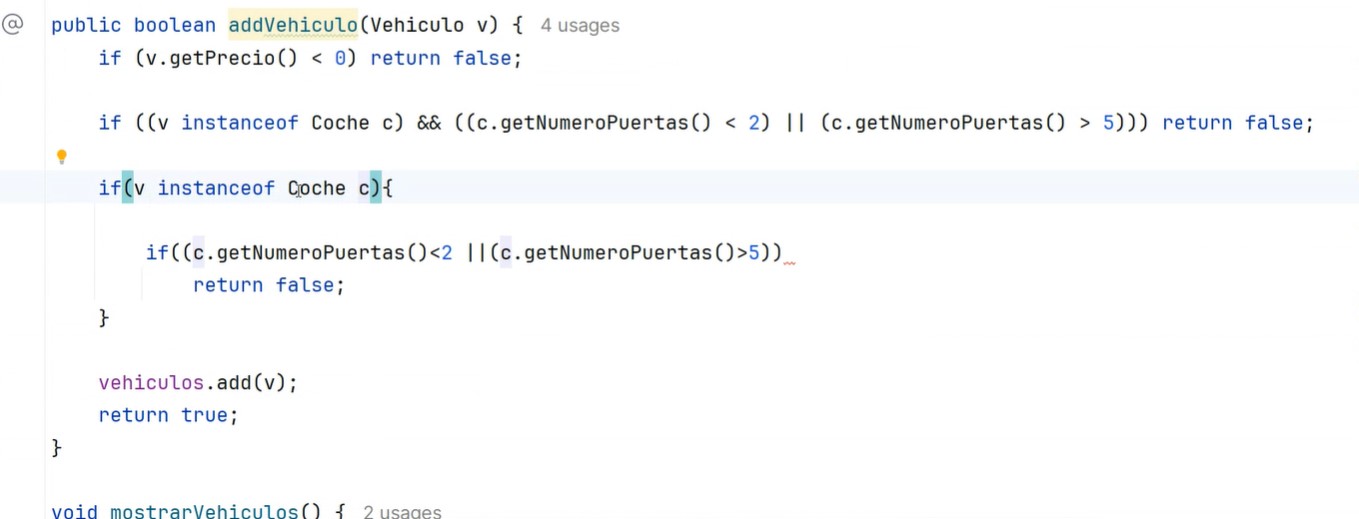 @ public boolean addVehiculo(Vehiculo v) { 4 usages
if (v.getPrecio() < 0) return false;
if ((v instanceof Coche c) && ((c.getNumeroPuertas() < 2) || (c.getNumeroPuertas() > 5))) return false;
if(v instanceof Coche c){
if((c.getNumeroPuertas()<2 ||(c.getNumeroPuertas()>5))
return false;
}
vehiculos.add(v);
return true;
}
void mostrarVehiculos() { 2 usages